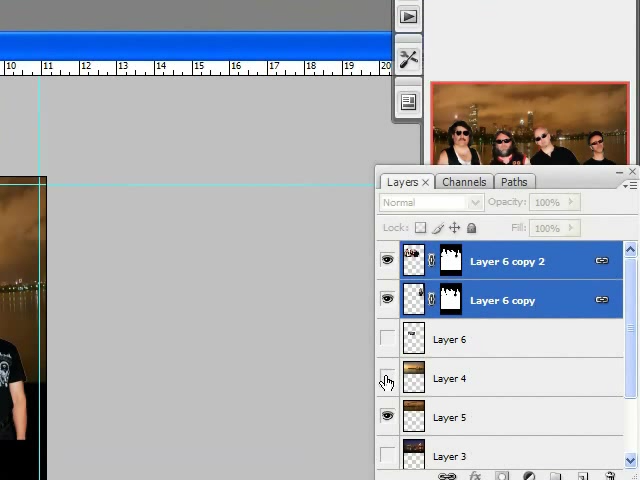 10 11 12 13 14 15 16 17 18 19 20
Layers × Channels Paths
Normal Opacity: 100%
Lock: Fill: 100%
Layer 6 copy 2
Layer 6 copy
Layer 6
Layer 4
Layer 5
Layer 3